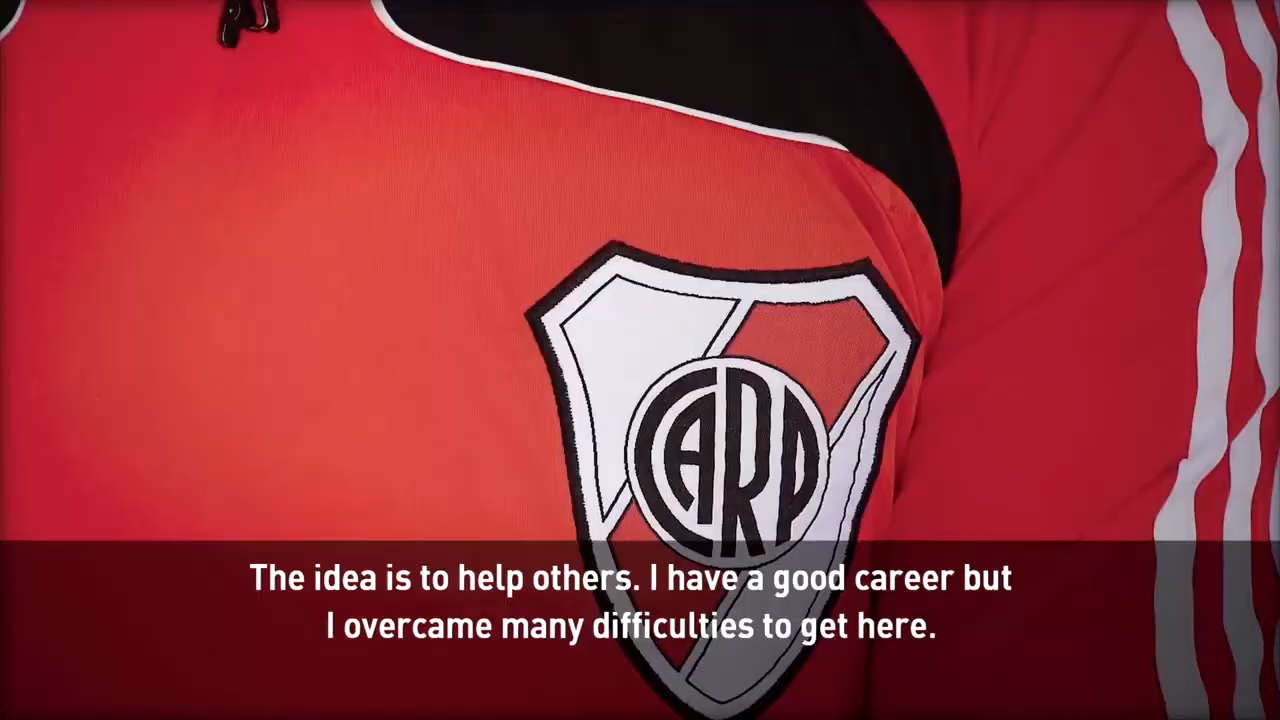 CARP
The idea is to help others. I have a good career but
I overcame many difficulties to get here.